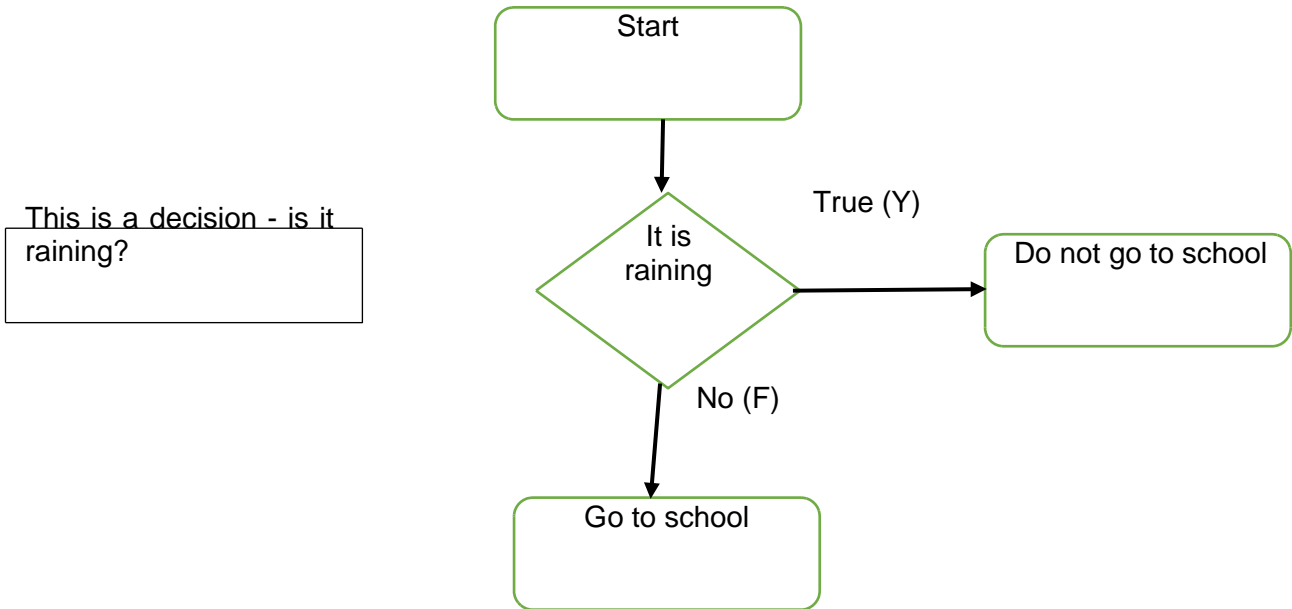 Start
True (Y)
This is a decision - is it
raining?
It is
raining
Do not go to school
No (F)
Go to school